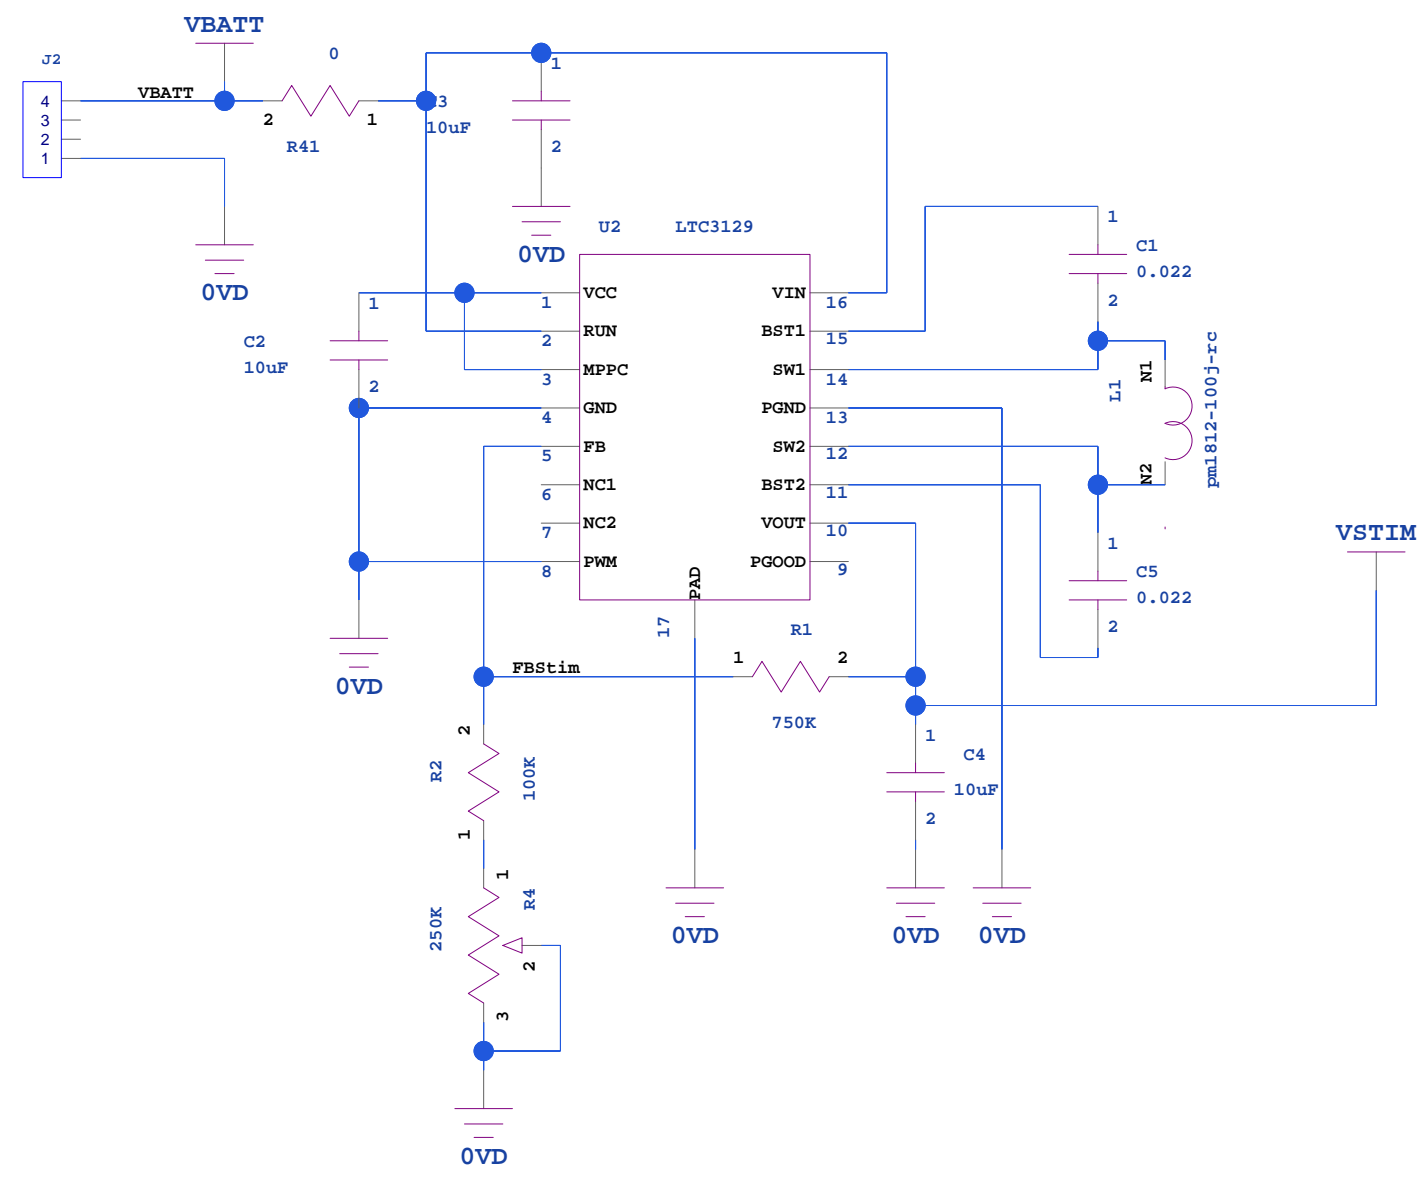 VBATT
J2
0
1
4
VBATT
3
3
2
1
2
1
10uF
R41
2
U2
LTC3129
0VD
0VD
1
C1
0.022
2
1
C2
10uF
2
1
VCC
2
RUN
3
MPPC
4
GND
5
FB
6
NC1
7
NC2
8
PWM
VIN
16
BST1
15
SW1
14
PGND
13
SW2
12
BST2
11
VOUT
10
PGOOD
9
PAD
17
N1
L1
N2
pm1812-100j-rc
VSTIM
1
C5
0.022
2
0VD
R1
FBStim
1
2
750K
2
R2
100K
1
1
C4
10uF
2
1
R4
250K
2
3
0VD
0VD
0VD
0VD